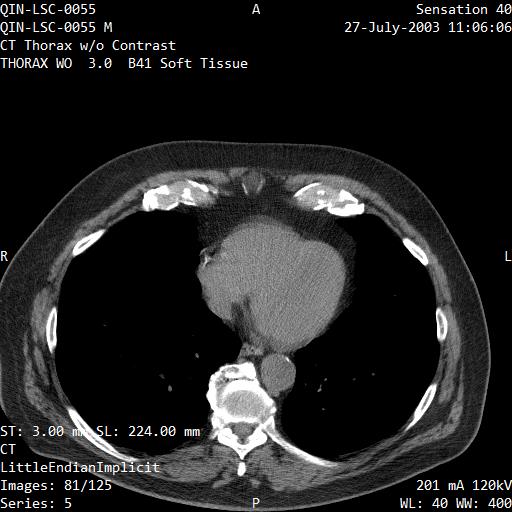 QIN-LSC-0055
A
Sensation 40
QIN-LSC-0055 M
27-July-2003 11:06:06
CT Thorax w/o Contrast
THORAX WO 3.0 B41 Soft Tissue
R
L
ST: 3.00 mm SL: 224.00 mm
CT
LittleEndianImplicit
Images: 81/125
201 mA 120kV
Series: 5
P
WL: 40 WW: 400